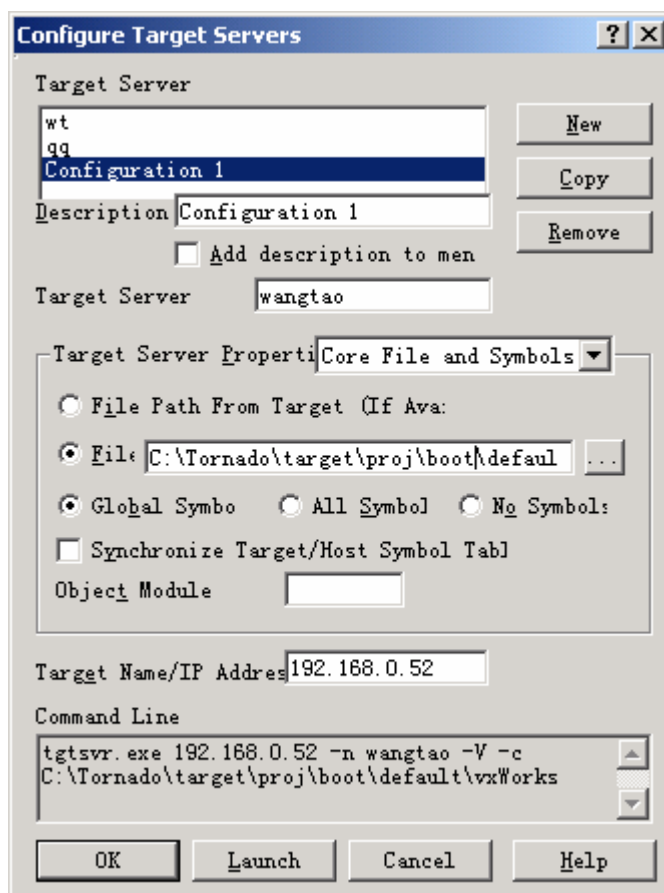 Configure Target Servers
Target Server
wt
qq
Configuration 1
New
Copy
Remove
Description Configuration 1
Add description to men
Target Server wangtao
Target Server Properti Core File and Symbols
File Path From Target (If Ava:
File C:\Tornado\target\proj\boot\defaul ...
Global Symbo All Symbol No Symbols
Synchronize Target/Host Symbol Tabl
Object Module
Target Name/IP Addres 192.168.0.52
Command Line
tgtsvr.exe 192.168.0.52 -n wangtao -V -c
C:\Tornado\target\proj\boot\default\vxWorks
OK Launch Cancel Help